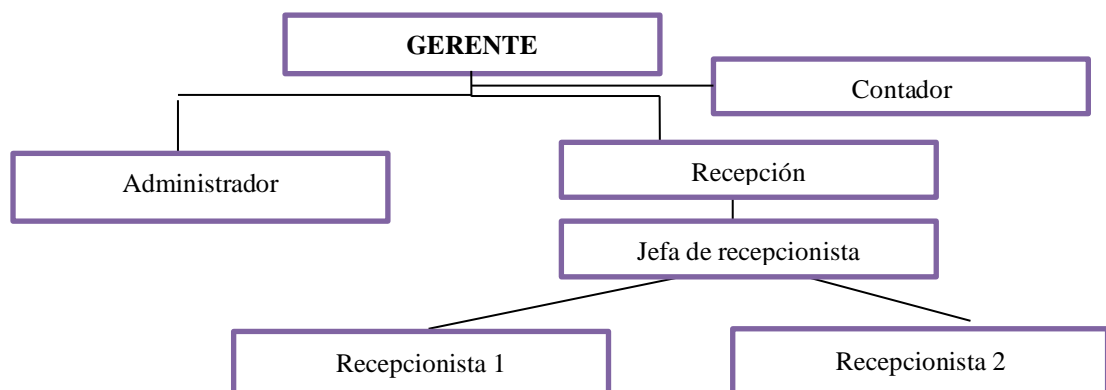 GERENTE
Contador
Administrador
Recepción
Jefa de recepcionista
Recepcionista 1
Recepcionista 2